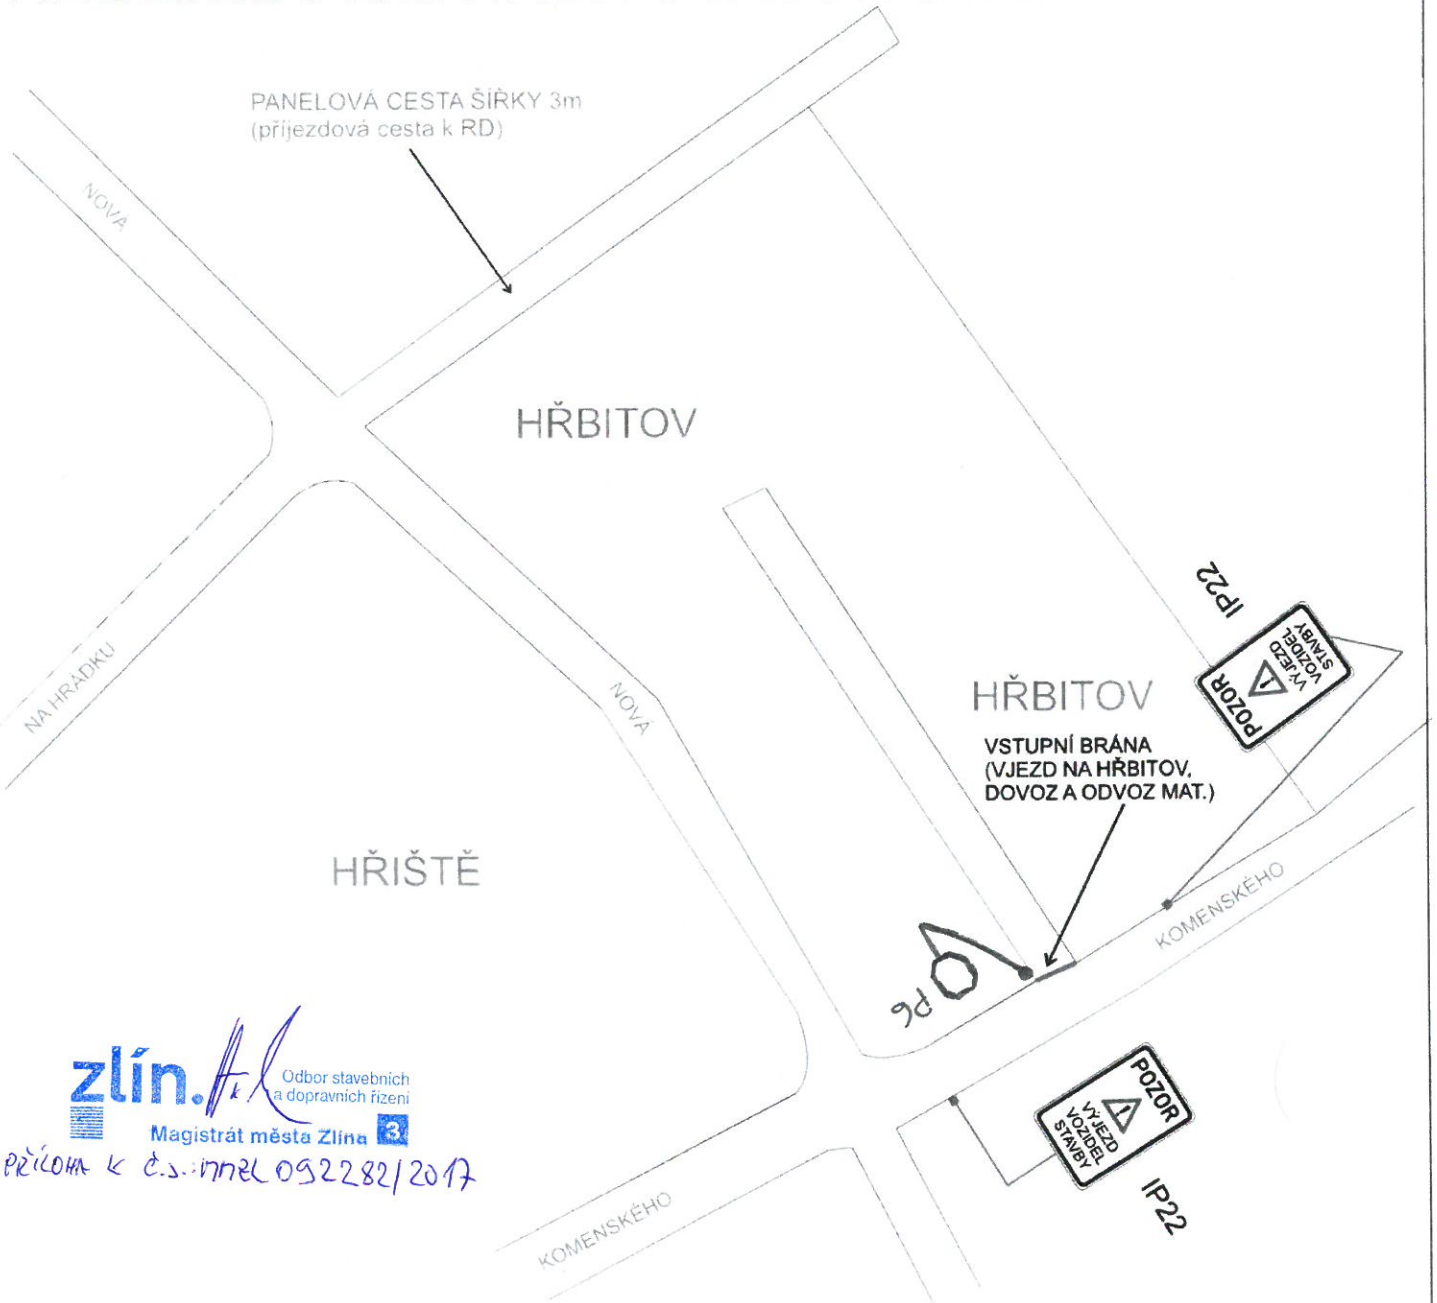 PANELOVÁ CESTA ŠÍŘKY 3m
(příjezdová cesta k RD)
NOVÁ
HŘBITOV
IP22
POZOR
VÝJEZD
VOZIDEL
STAVBY
NA HRÁDKU
NOVÁ
HŘBITOV
VSTUPNÍ BRÁNA
(VJEZD NA HŘBITOV,
DOVOZ A ODVOZ MAT.)
HŘIŠTĚ
KOMENSKÉHO
P6
zlín.
Odbor stavebních
a dopravních řízení
Magistrát města Zlína 3
PŘÍLOHA K Č.J.: MMZL 092282/2017
POZOR
VÝJEZD
VOZIDEL
STAVBY
IP22
KOMENSKÉHO